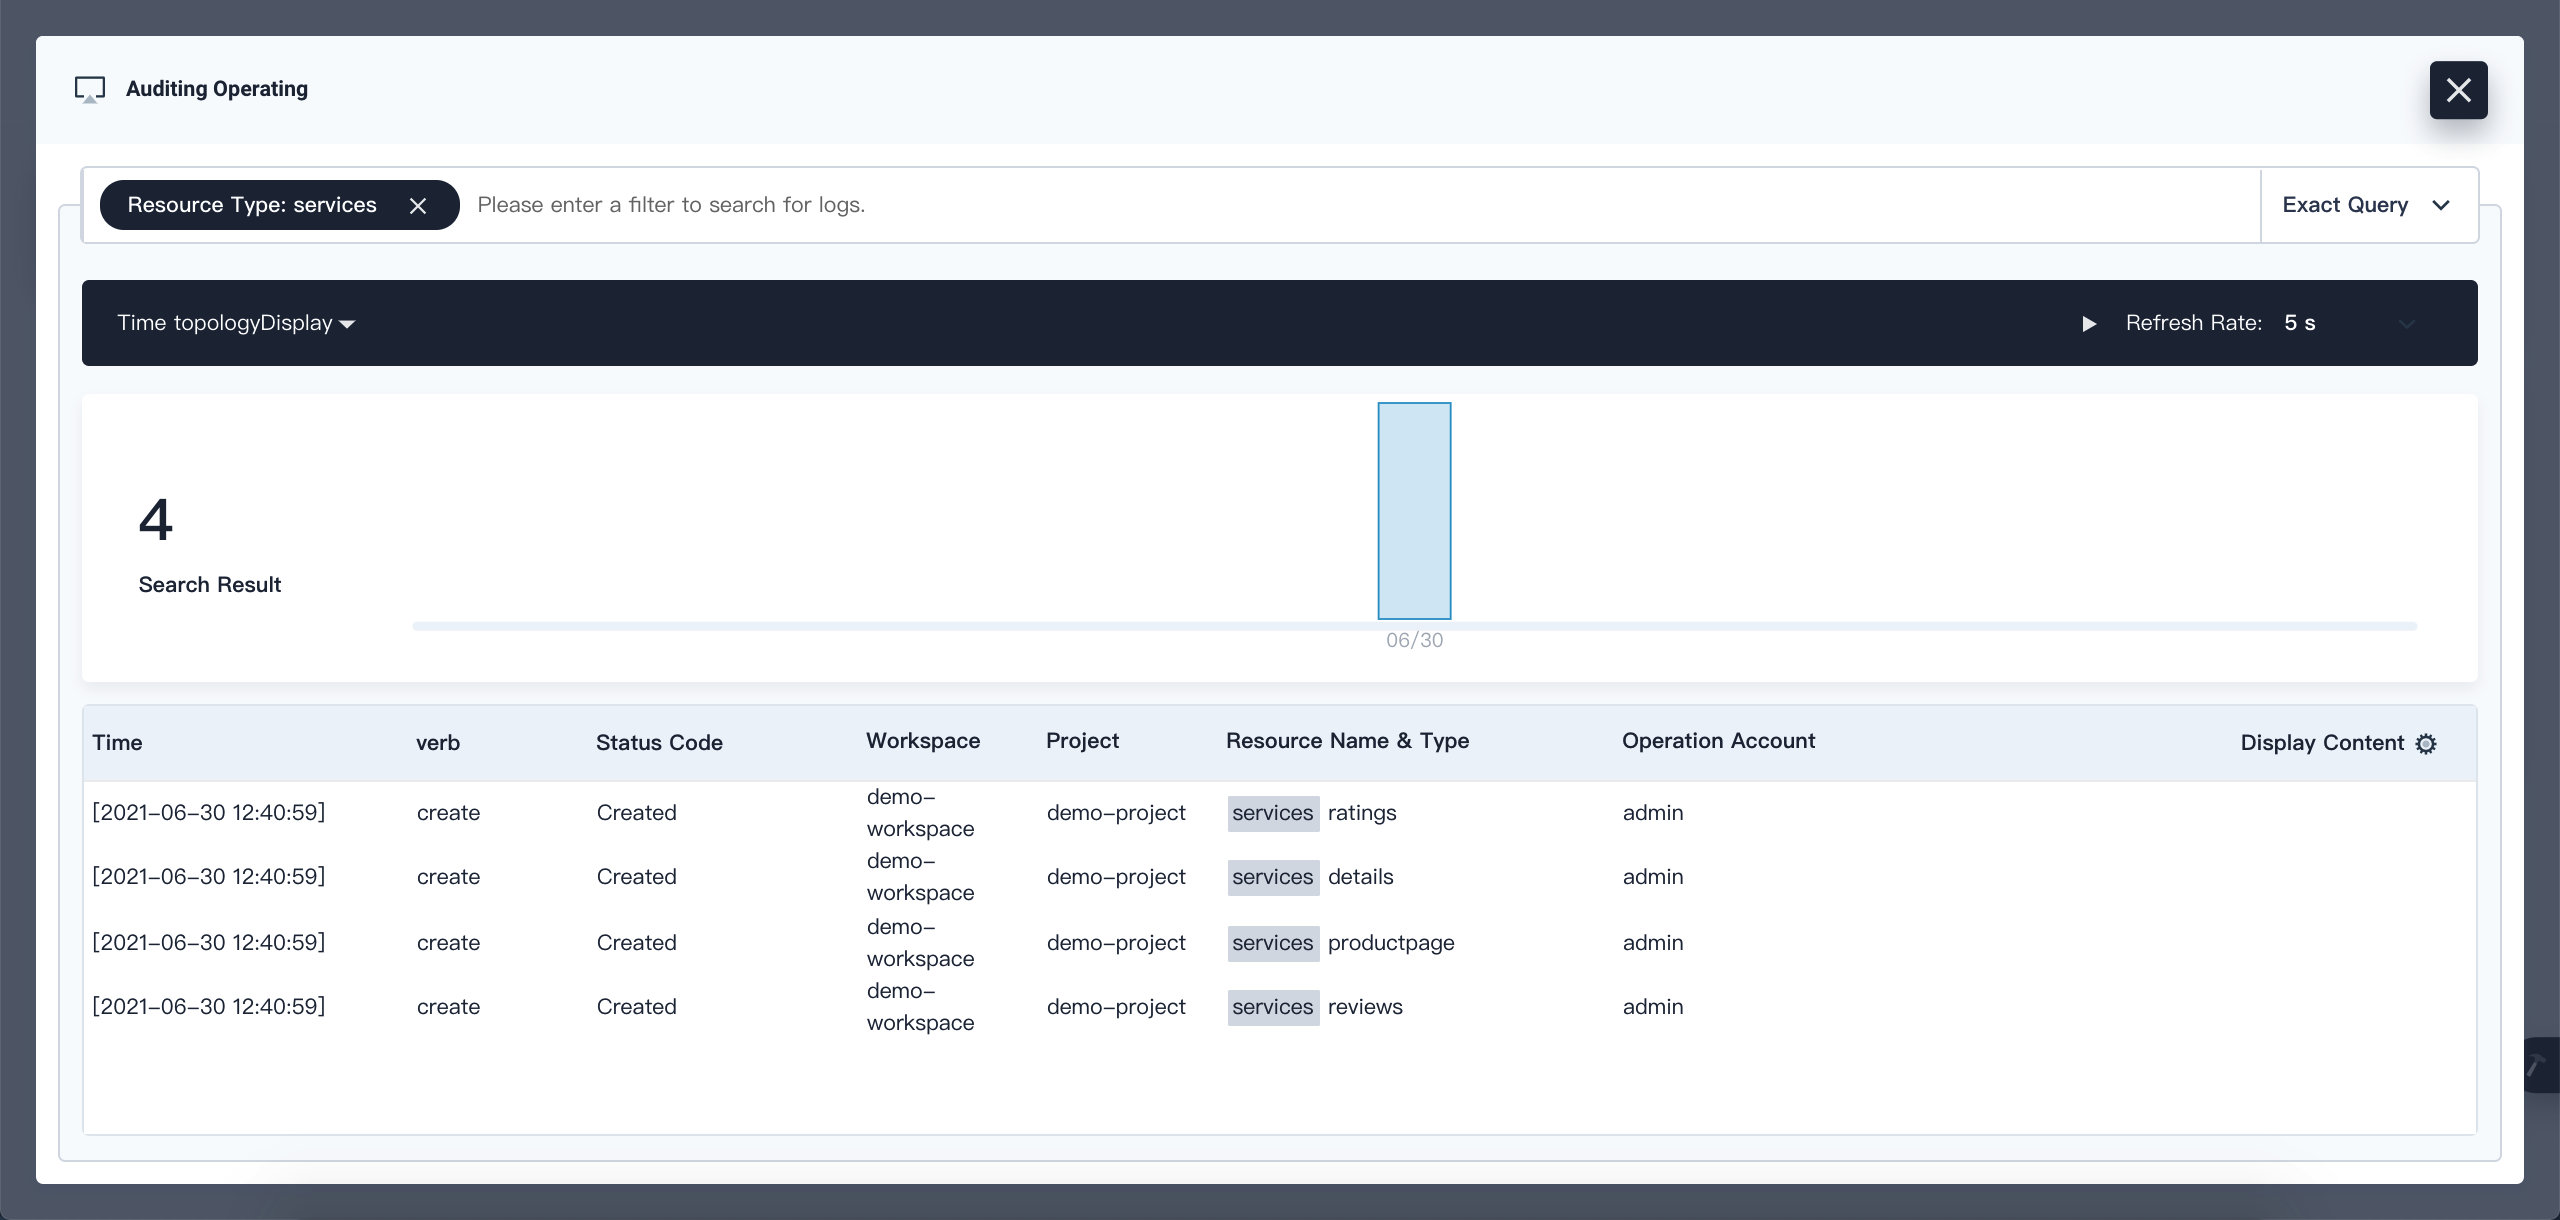 Auditing Operating
Resource Type: services Please enter a filter to search for logs. Exact Query
Time topologyDisplay Refresh Rate: 5 s
4
Search Result
06/30
Time verb Status Code Workspace Project Resource Name & Type Operation Account Display Content
[2021-06-30 12:40:59] create Created demo-workspace demo-project services ratings admin
[2021-06-30 12:40:59] create Created demo-workspace demo-project services details admin
[2021-06-30 12:40:59] create Created demo-workspace demo-project services productpage admin
[2021-06-30 12:40:59] create Created demo-workspace demo-project services reviews admin